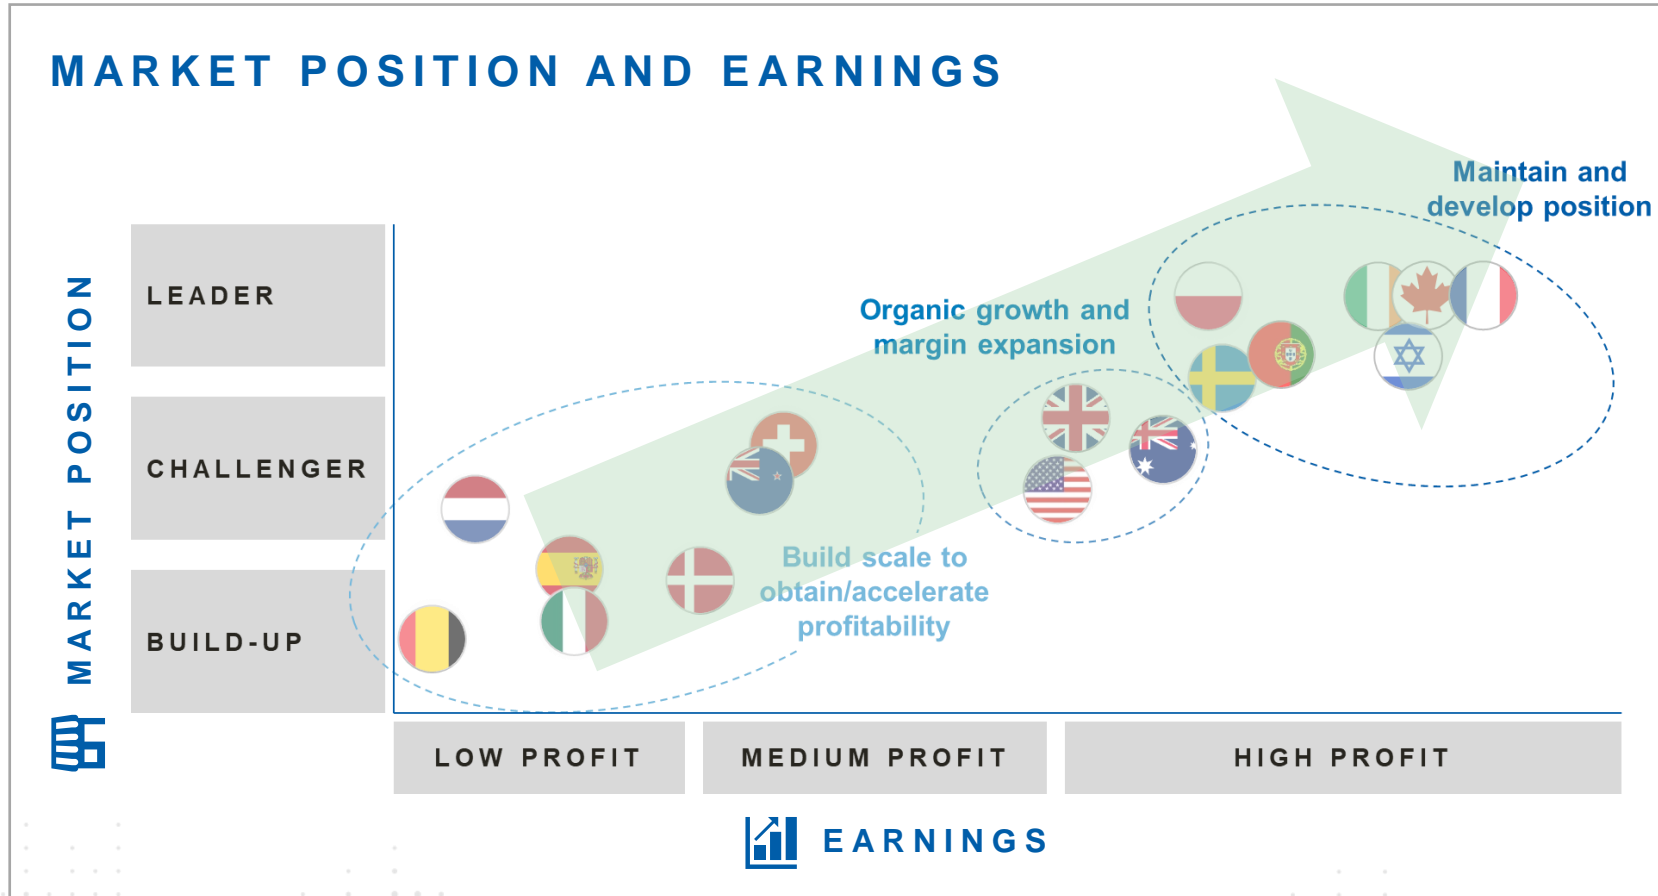 MARKET POSITION AND EARNINGS
Maintain and
develop position
Organic growth and
margin expansion
Build scale to
obtain/accelerate
profitability
MARKET POSITION
LEADER
CHALLENGER
BUILD-UP
LOW PROFIT
MEDIUM PROFIT
HIGH PROFIT
EARNINGS